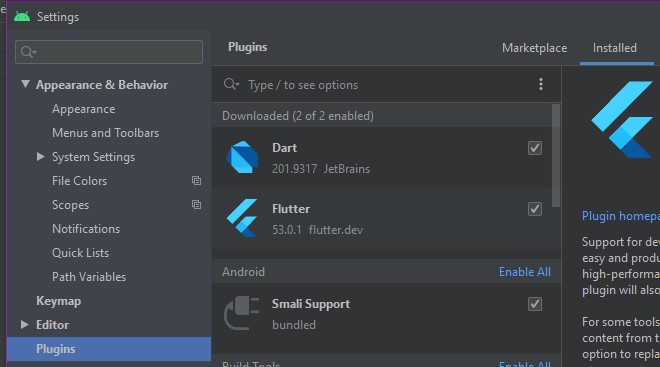 Settings
Plugins
Marketplace
Installed
Appearance & Behavior
Appearance
Menus and Toolbars
System Settings
File Colors
Scopes
Notifications
Quick Lists
Path Variables
Keymap
Editor
Plugins
Type / to see options
Downloaded (2 of 2 enabled)
Dart
201.9317 JetBrains
Flutter
53.0.1 flutter.dev
Android
Enable All
Smali Support
bundled
Build Tools
Enable All
Plugin homepa
Support for dev
easy and produ
high-performa
plugin will also
For some tools
content from t
option to repla